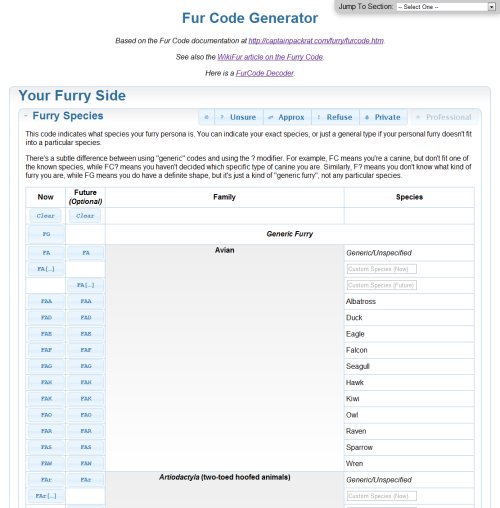 Jump To Section: -- Select One --
Fur Code Generator
Based on the Fur Code documentation at http://captainpackrat.com/furry/furcode.htm.
See also the WikiFur article on the Furry Code.
Here is a FurCode Decoder.
Your Furry Side
- Furry Species ? Unsure ~ Approx ! Refuse Private Professional
This code indicates what species your furry persona is. You can indicate your exact species, or just a general type if your personal furry doesn't fit
into a particular species.
There's a subtle difference between using "generic" codes and using the ? modifier. For example, FC means you're a canine, but don't fit one of
the known species, while FC? means you haven't decided which specific type of canine you are. Similarly, F? means you don't know what kind of
furry you are, while FG means you do have a definite shape, but it's just a kind of "generic furry", not any particular species.
Now Future (Optional) Family Species
Clear Clear
FG Generic Furry
FA FA Avian Generic/Unspecified
FA[…] Custom Species (Now)
FA[…] Custom Species (Future)
FAA FAA Albatross
FAD FAD Duck
FAE FAE Eagle
FAF FAF Falcon
FAG FAG Seagull
FAH FAH Hawk
FAK FAK Kiwi
FAO FAO Owl
FAR FAR Raven
FAS FAS Sparrow
FAW FAW Wren
FAr FAr Artiodactyla (two-toed hoofed animals) Generic/Unspecified
FAr[…] Custom Species (Now)